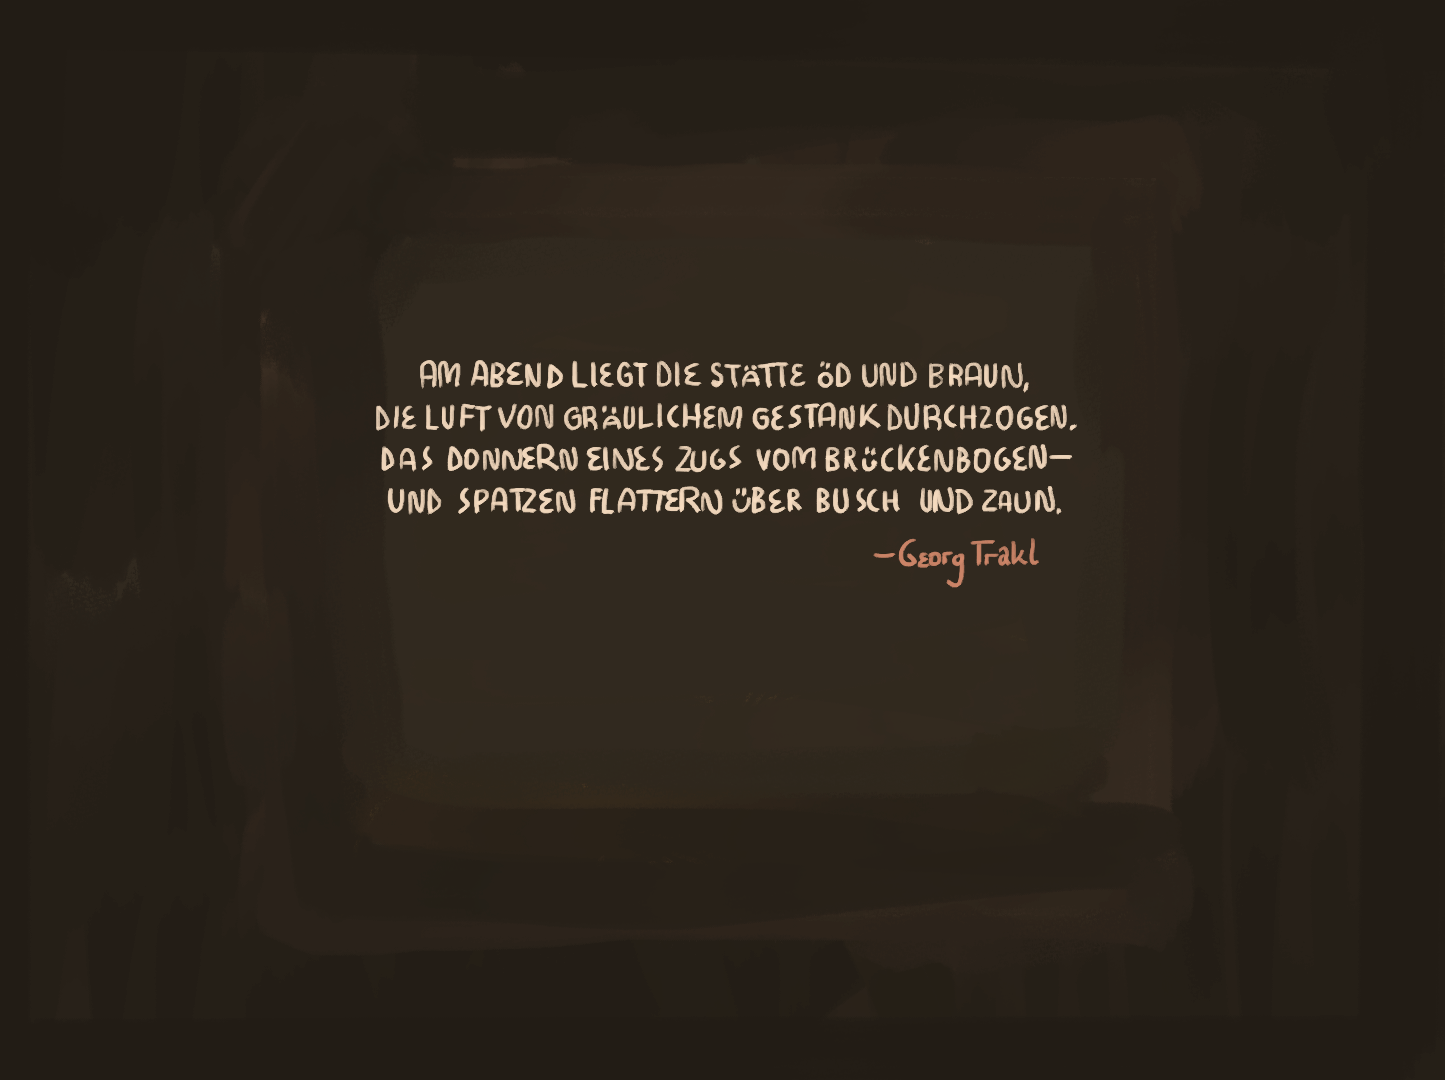 AM ABEND LIEGT DIE STÄTTE ÖD UND BRAUN,
DIE LUFT VON GRÄULICHEM GESTANK DURCHZOGEN.
DAS DONNERN EINES ZUGS VOM BRÜCKENBOGEN—
UND SPATZEN FLATTERN ÜBER BUSCH UND ZAUN.
—Georg Trakl